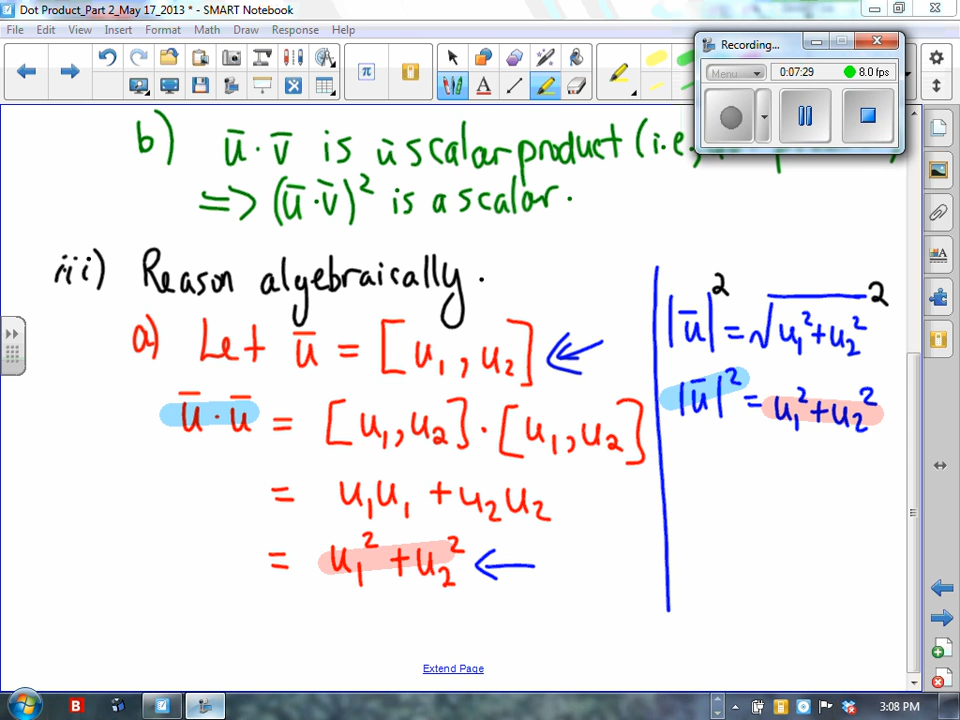 Dot Product_Part 2_May 17_2013 * - SMART Notebook
File Edit View Insert Format Math Draw Response Help
Recording...
Menu 0:07:29 8.0 fps
b) ū · v̄ is a scalar product (i.e.,
⇒ (ū · v̄)² is a scalar.
iii) Reason algebraically.
a) Let ū = [u₁, u₂]
ū · ū = [u₁, u₂] · [u₁, u₂]
= u₁u₁ + u₂u₂
= u₁² + u₂²
|ū|² = √(u₁² + u₂²)²
|ū|² = u₁² + u₂²
Extend Page
3:08 PM